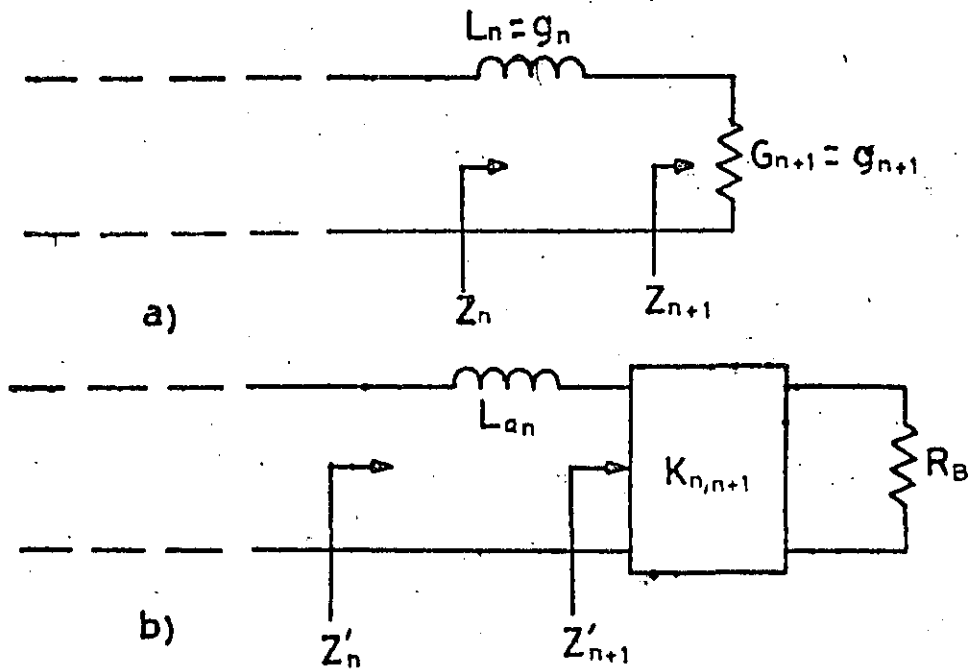 Lₙ = gₙ
Gₙ₊₁ = gₙ₊₁
Zₙ
Zₙ₊₁
a)
Lₐₙ
Kₙ,ₙ₊₁
R_B
b)
Z'ₙ
Z'ₙ₊₁